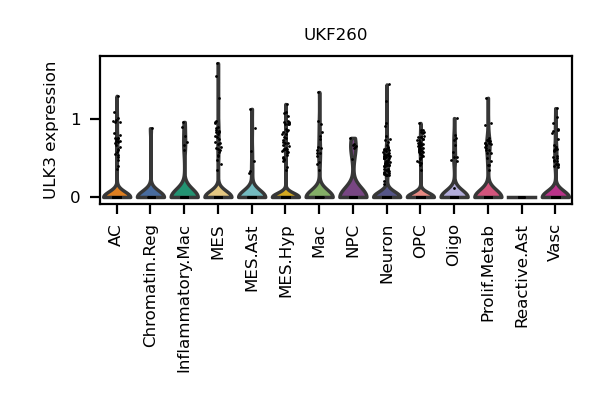 UKF260
ULK3 expression
1
0
AC
Chromatin.Reg
Inflammatory.Mac
MES
MES.Ast
MES.Hyp
Mac
NPC
Neuron
OPC
Oligo
Prolif.Metab
Reactive.Ast
Vasc